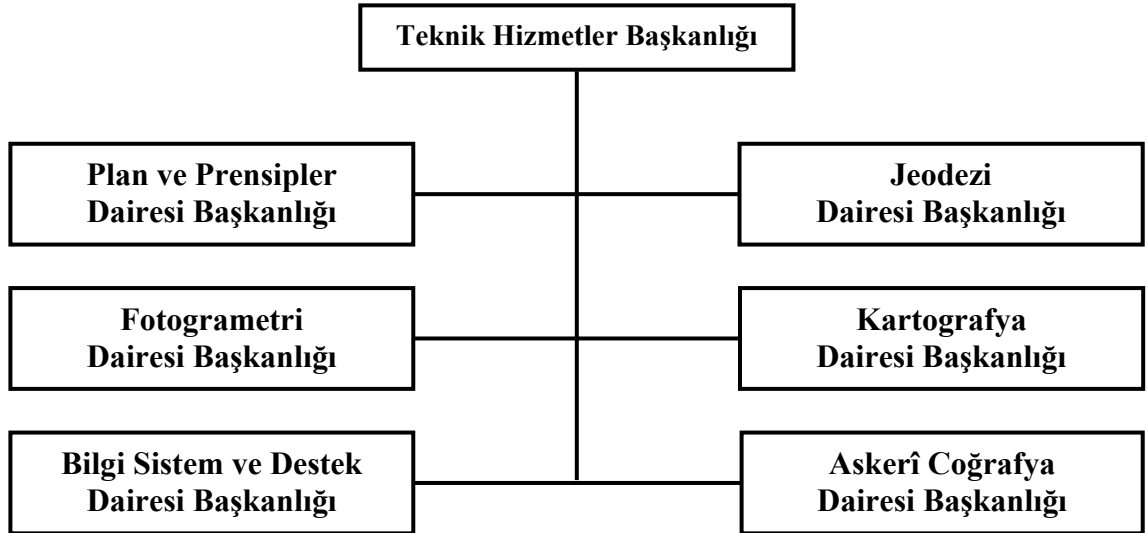 Teknik Hizmetler Başkanlığı
Plan ve Prensipler
Dairesi Başkanlığı
Jeodezi
Dairesi Başkanlığı
Fotogrametri
Dairesi Başkanlığı
Kartografya
Dairesi Başkanlığı
Bilgi Sistem ve Destek
Dairesi Başkanlığı
Askerî Coğrafya
Dairesi Başkanlığı